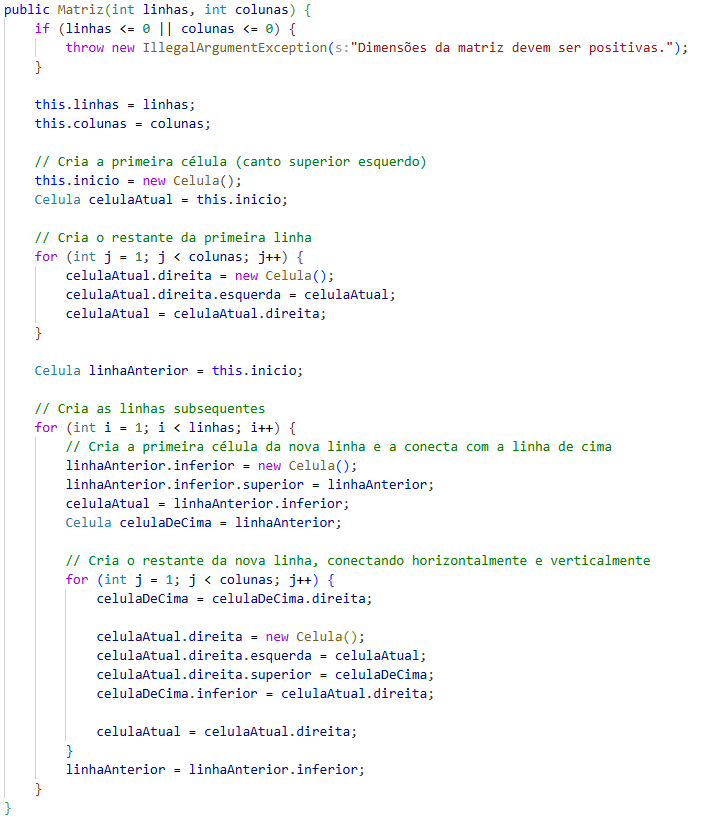 public Matriz(int linhas, int colunas) {
    if (linhas <= 0 || colunas <= 0) {
        throw new IllegalArgumentException(s:"Dimensões da matriz devem ser positivas.");
    }

    this.linhas = linhas;
    this.colunas = colunas;

    // Cria a primeira célula (canto superior esquerdo)
    this.inicio = new Celula();
    Celula celulaAtual = this.inicio;

    // Cria o restante da primeira linha
    for (int j = 1; j < colunas; j++) {
        celulaAtual.direita = new Celula();
        celulaAtual.direita.esquerda = celulaAtual;
        celulaAtual = celulaAtual.direita;
    }

    Celula linhaAnterior = this.inicio;

    // Cria as linhas subsequentes
    for (int i = 1; i < linhas; i++) {
        // Cria a primeira célula da nova linha e a conecta com a linha de cima
        linhaAnterior.inferior = new Celula();
        linhaAnterior.inferior.superior = linhaAnterior;
        celulaAtual = linhaAnterior.inferior;
        Celula celulaDeCima = linhaAnterior;

        // Cria o restante da nova linha, conectando horizontalmente e verticalmente
        for (int j = 1; j < colunas; j++) {
            celulaDeCima = celulaDeCima.direita;

            celulaAtual.direita = new Celula();
            celulaAtual.direita.esquerda = celulaAtual;
            celulaAtual.direita.superior = celulaDeCima;
            celulaDeCima.inferior = celulaAtual.direita;

            celulaAtual = celulaAtual.direita;
        }
        linhaAnterior = linhaAnterior.inferior;
    }
}